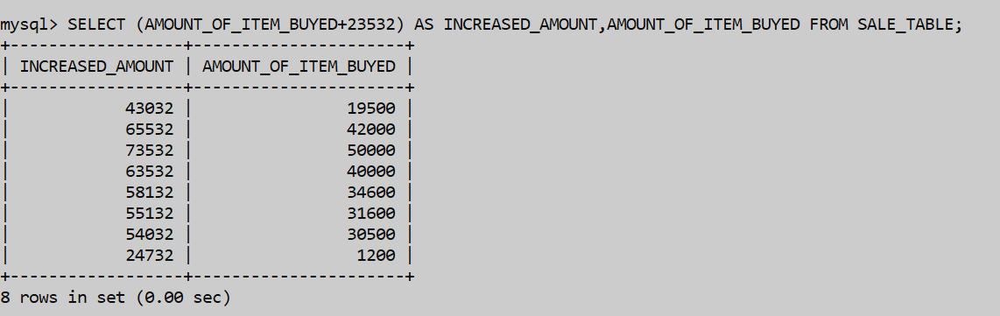 mysql> SELECT (AMOUNT_OF_ITEM_BUYED+23532) AS INCREASED_AMOUNT,AMOUNT_OF_ITEM_BUYED FROM SALE_TABLE;
+------------------+----------------------+
| INCREASED_AMOUNT | AMOUNT_OF_ITEM_BUYED |
+------------------+----------------------+
|            43032 |                19500 |
|            65532 |                42000 |
|            73532 |                50000 |
|            63532 |                40000 |
|            58132 |                34600 |
|            55132 |                31600 |
|            54032 |                30500 |
|            24732 |                 1200 |
+------------------+----------------------+
8 rows in set (0.00 sec)